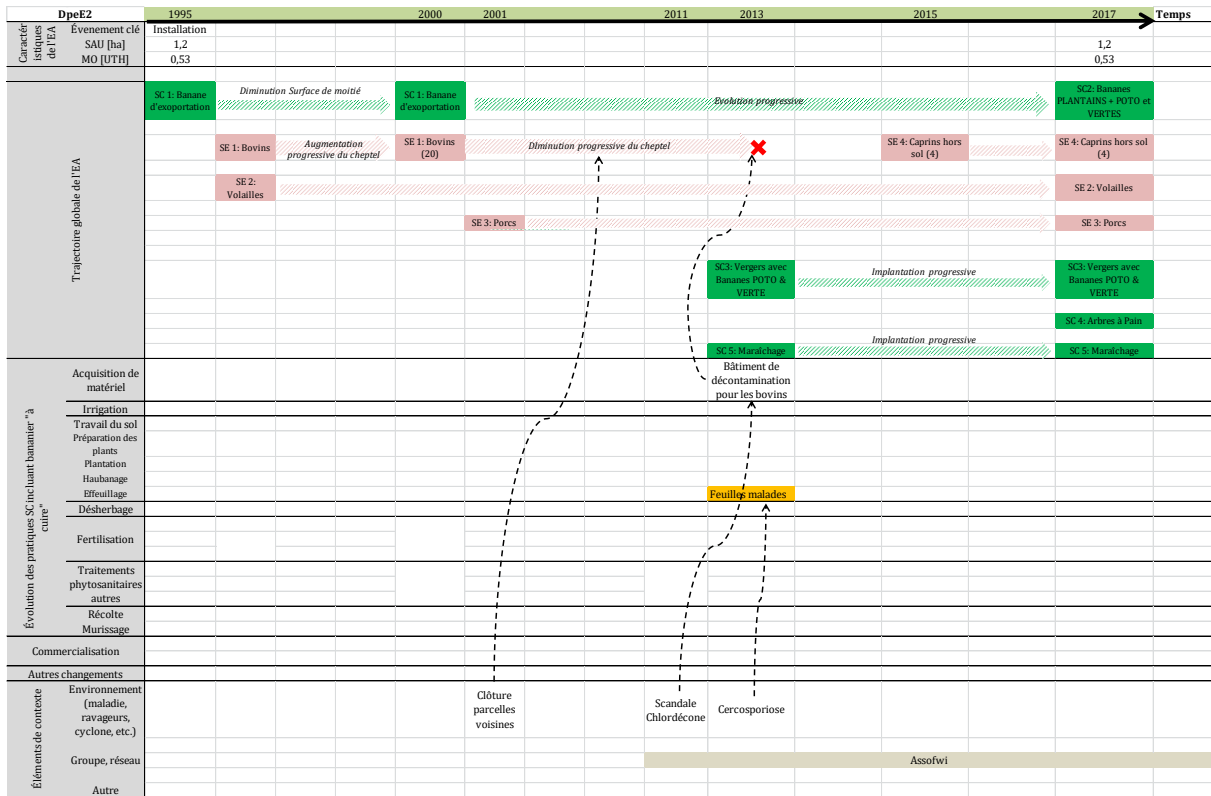 DpeE2
1995
2000
2001
2011
2013
2015
2017
Temps
Caractér
istiques
de l'EA
Évenement clé
Installation
SAU [ha]
1,2
1,2
MO [UTH]
0,53
0,53
Trajectoire globale de l'EA
SC 1: Banane
d'exoportation
Diminution Surface de moitié
SC 1: Banane
d'exoportation
Evolution progressive
SC2: Bananes
PLANTAINS + POTO et
VERTES
SE 1: Bovins
Augmentation
progressive du cheptel
SE 1: Bovins
(20)
DIminution progressive du cheptel
SE 4: Caprins hors
sol (4)
SE 4: Caprins hors sol
(4)
SE 2:
Volailles
SE 2: Volailles
SE 3: Porcs
SE 3: Porcs
SC3: Vergers avec
Bananes POTO &
VERTE
Implantation progressive
SC3: Vergers avec
Bananes POTO &
VERTE
SC 4: Arbres à Pain
SC 5: Maraîchage
Implantation progressive
SC 5: Maraîchage
Évolution des pratiques SC incluant bananier "à
cuire"
Acquisition de
matériel
Bâtiment de
décontamination
pour les bovins
Irrigation
Travail du sol
Préparation des
plants
Plantation
Haubanage
Effeuillage
Feuilles malades
Désherbage
Fertilisation
Traitements
phytosanitaires
autres
Récolte
Murissage
Commercialisation
Autres changements
Éléments de contexte
Environnement
(maladie,
ravageurs,
cyclone, etc.)
Clôture
parcelles
voisines
Scandale
Chlordécone
Cercosporiose
Groupe, réseau
Assofwi
Autre